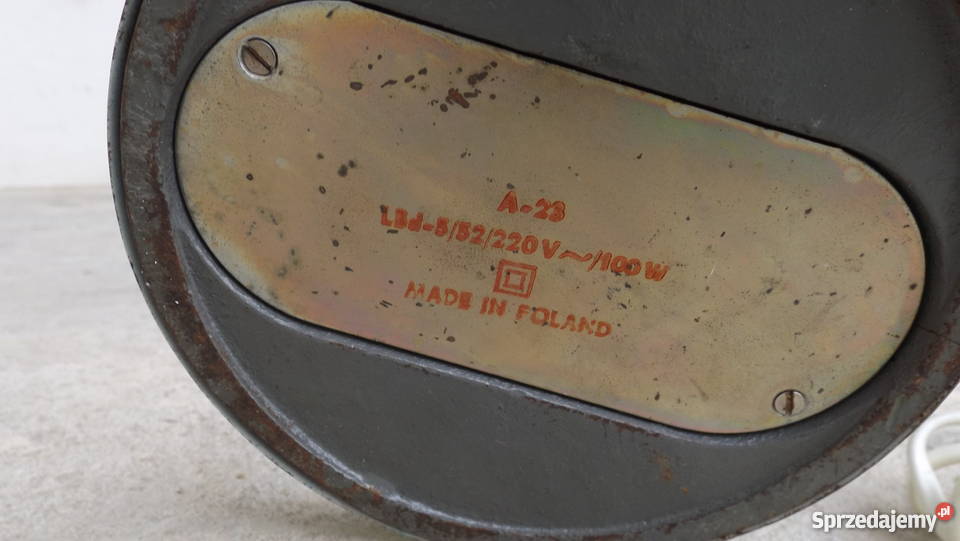 A-23
LBd-5/52/220V~/100W
MADE IN POLAND
Sprzedajemy.pl